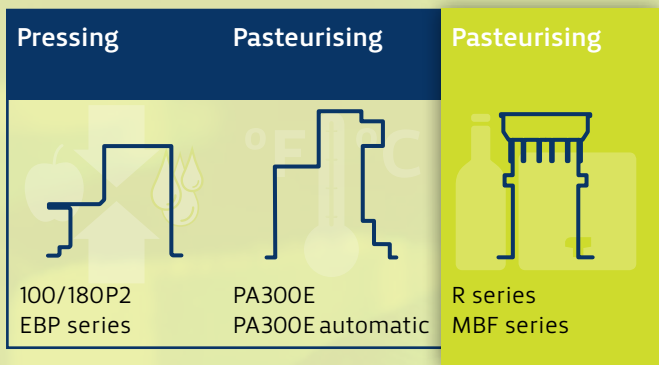 Pressing
100/180P2
EBP series
Pasteurising
°F °C
PA300E
PA300E automatic
Pasteurising
R series
MBF series